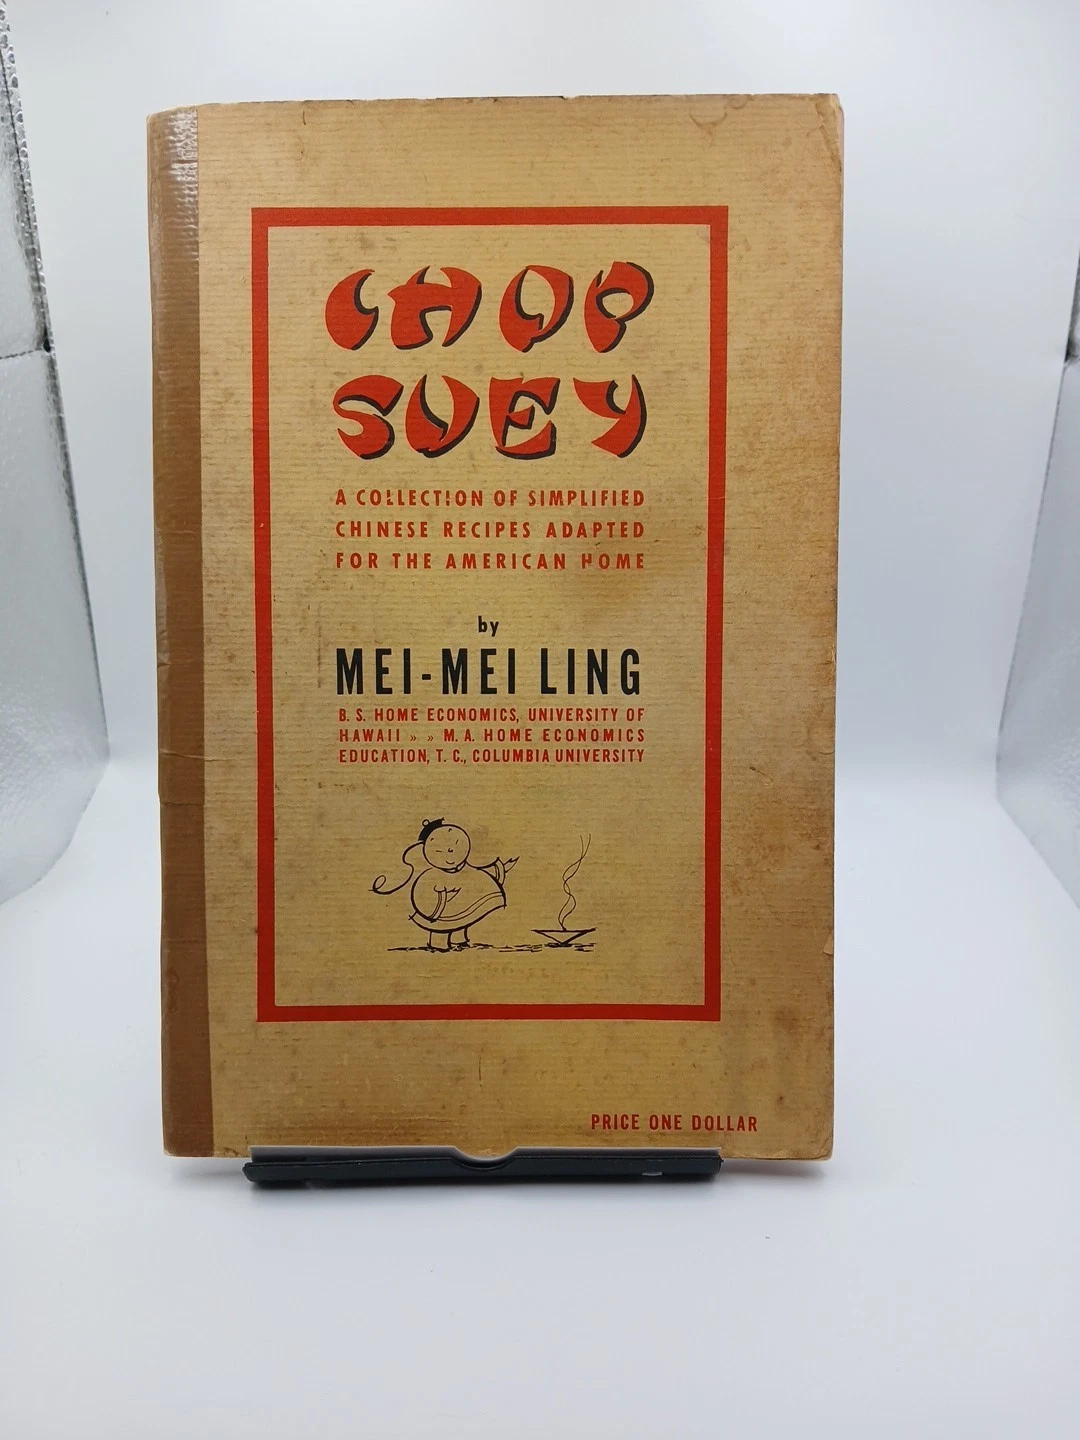 CHOP
SUEY
A COLLECTION OF SIMPLIFIED
CHINESE RECIPES ADAPTED
FOR THE AMERICAN HOME
by
MEI-MEI LING
B. S. HOME ECONOMICS, UNIVERSITY OF
HAWAII » » M. A. HOME ECONOMICS
EDUCATION, T. C., COLUMBIA UNIVERSITY
PRICE ONE DOLLAR